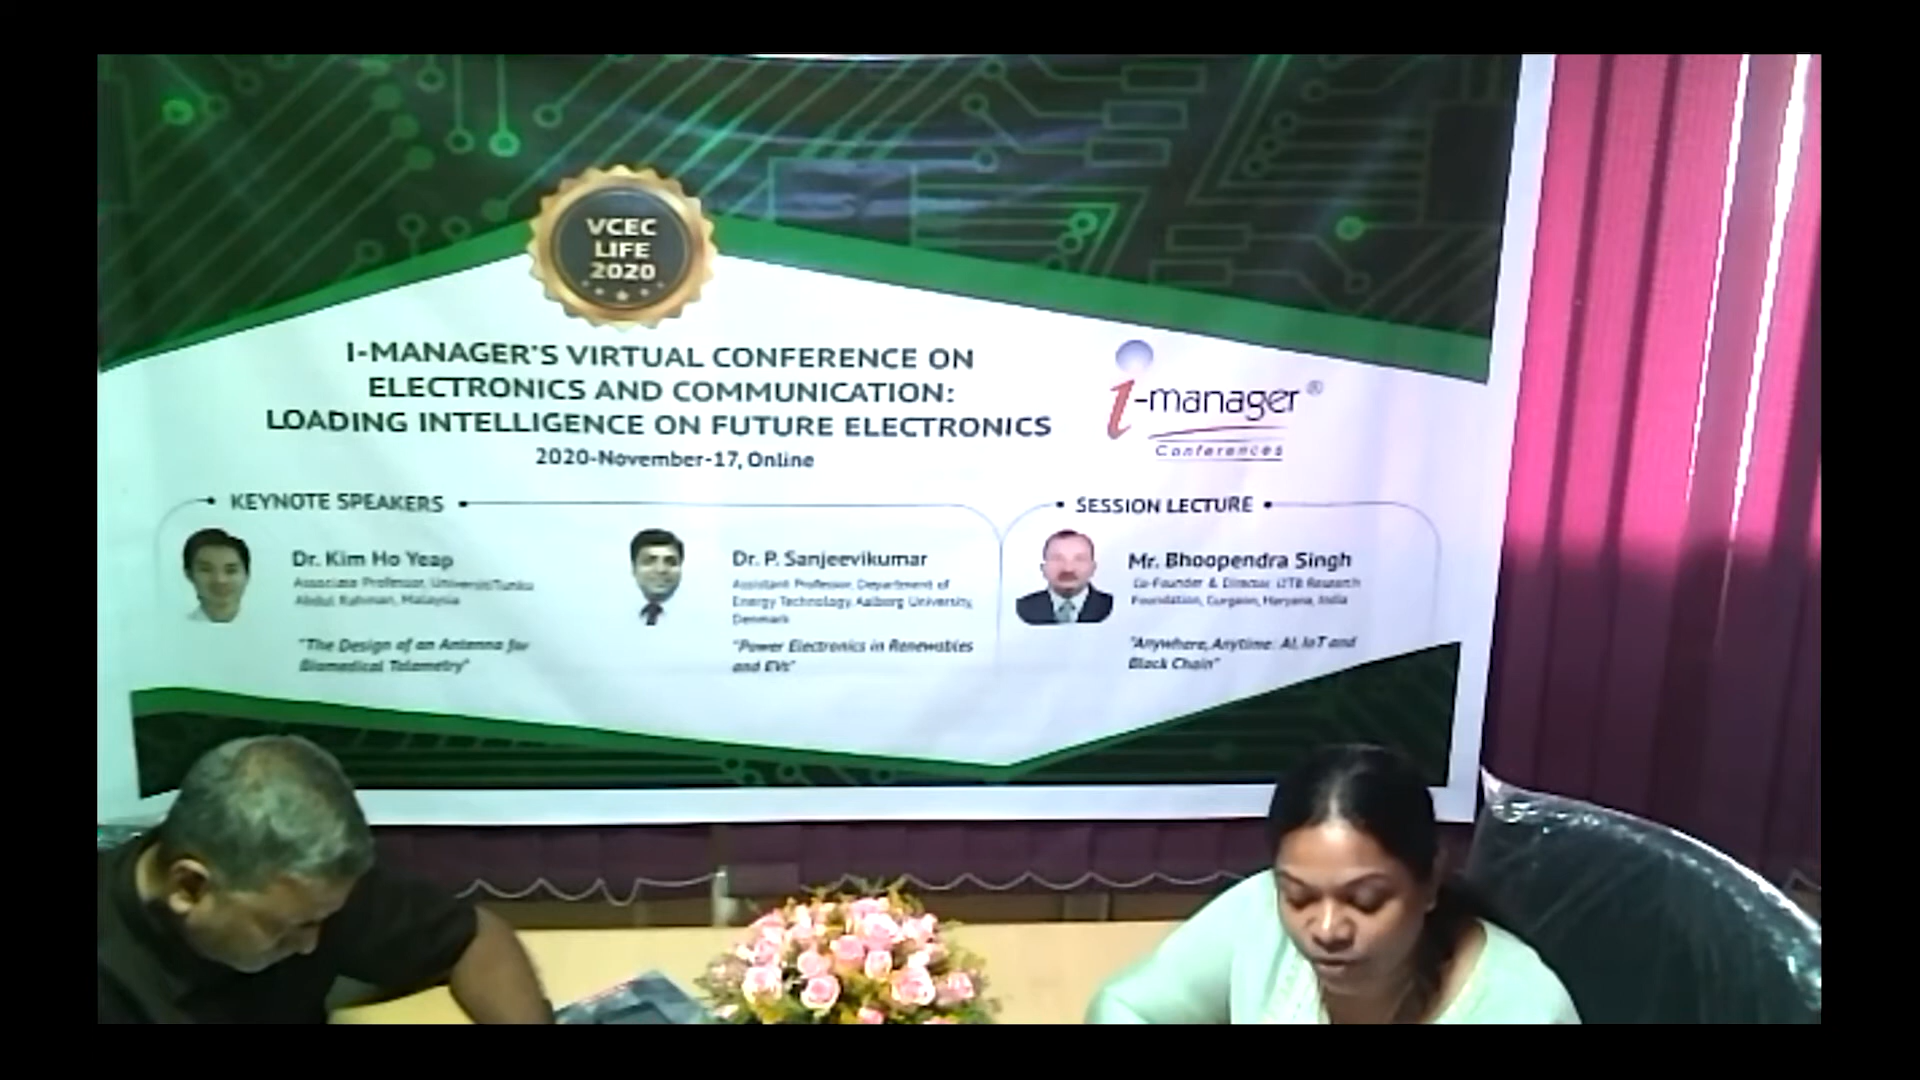 VCEC
LIFE
2020
I-MANAGER'S VIRTUAL CONFERENCE ON
ELECTRONICS AND COMMUNICATION:
LOADING INTELLIGENCE ON FUTURE ELECTRONICS
2020-November-17, Online
i-manager®
Conferences
KEYNOTE SPEAKERS
Dr. Kim Ho Yeap
Associate Professor, UniversitiTunku
Abdul Rahman, Malaysia
"The Design of an Antenna for
Biomedical Telemetry"
Dr. P. Sanjeevikumar
Assistant Professor, Department of
Energy Technology, Aalborg University,
Denmark
"Power Electronics in Renewables
and EVs"
SESSION LECTURE
Mr. Bhoopendra Singh
Co-Founder & Director, Research
Foundation, Gurgaon, Haryana, India
"Anywhere, Anytime: AI, IoT and
Block Chain"